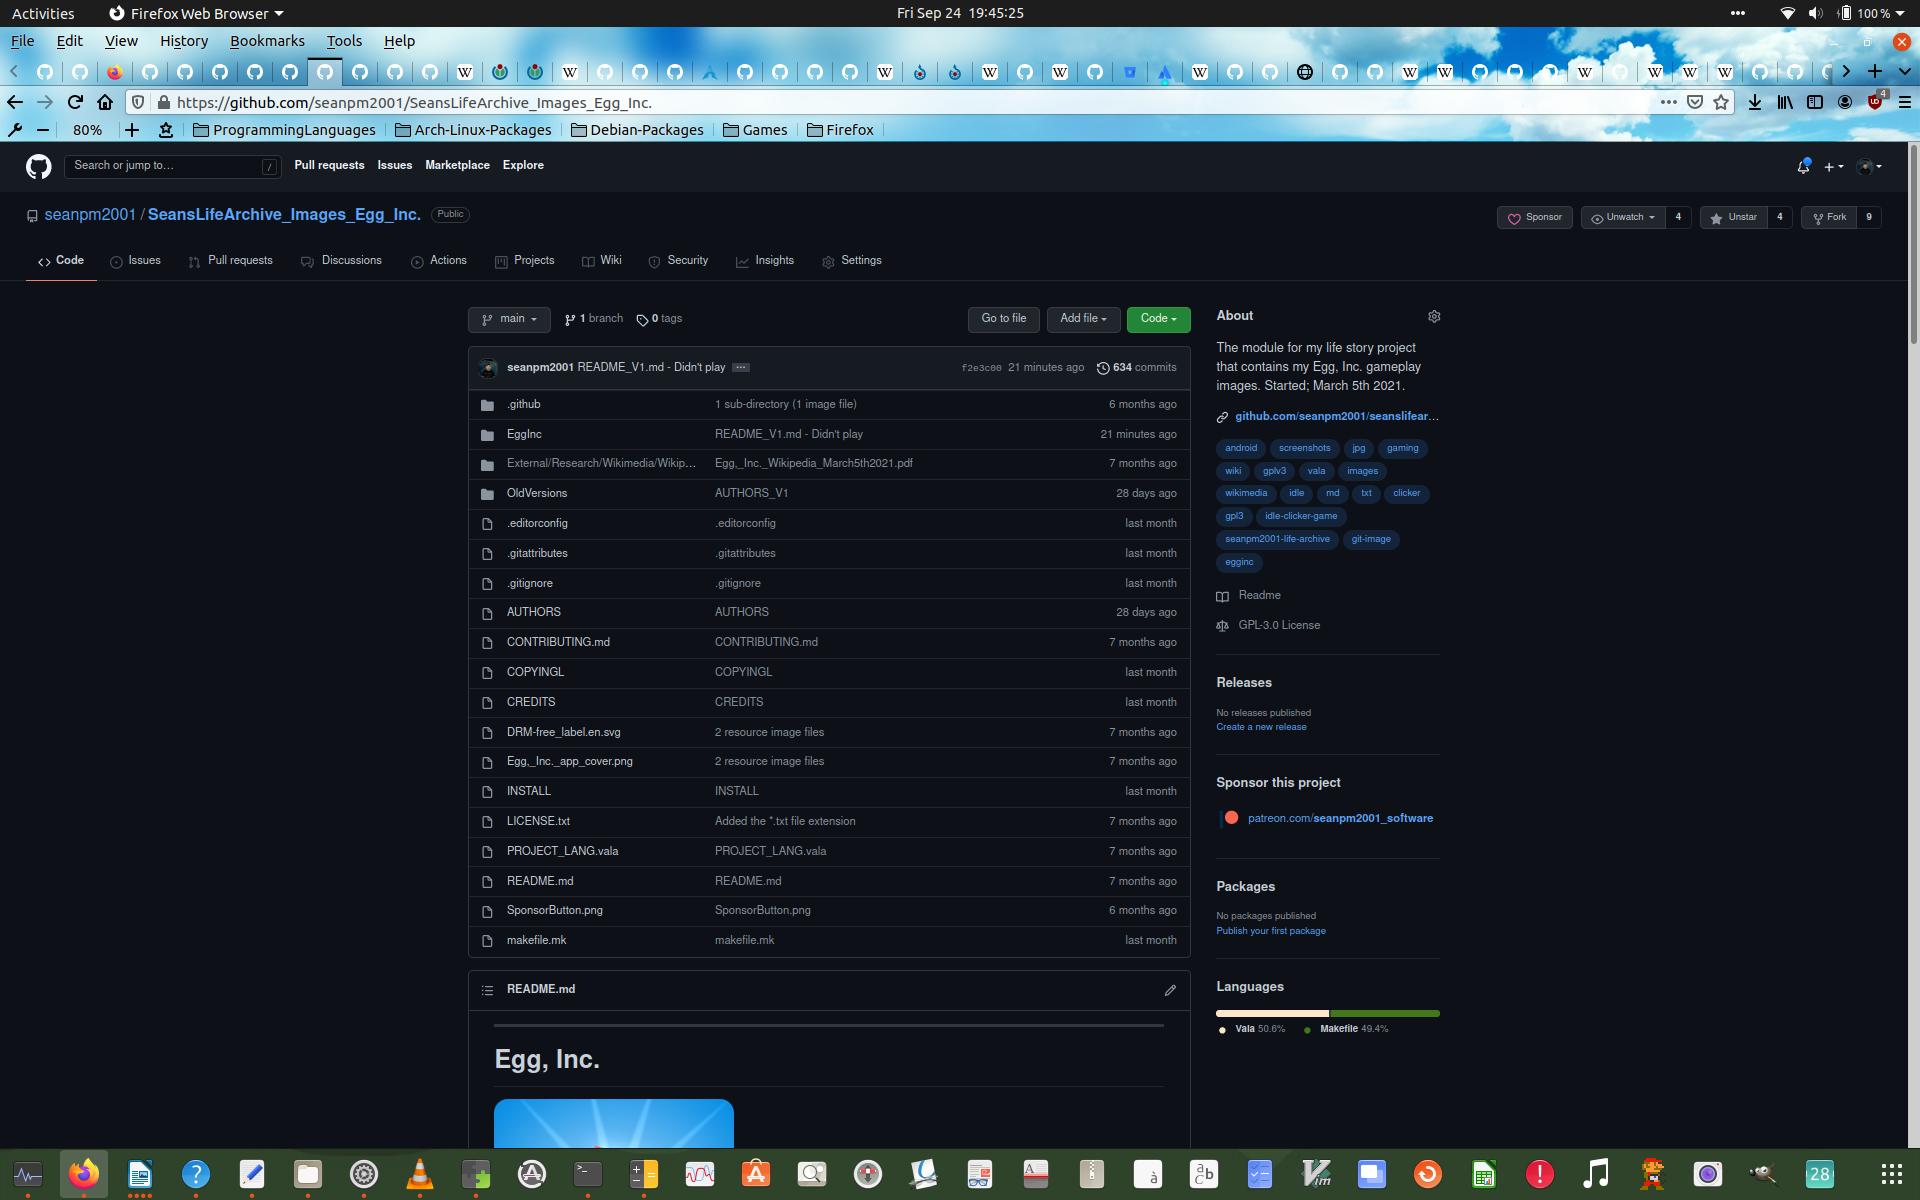 Activities Firefox Web Browser Fri Sep 24 19:45:25 100 %
File Edit View History Bookmarks Tools Help
https://github.com/seanpm2001/SeansLifeArchive_Images_Egg_Inc. 4
80% ProgrammingLanguages Arch-Linux-Packages Debian-Packages Games Firefox
Search or jump to… / Pull requests Issues Marketplace Explore
seanpm2001 / SeansLifeArchive_Images_Egg_Inc. Public Sponsor Unwatch 4 Unstar 4 Fork 9
Code Issues Pull requests Discussions Actions Projects Wiki Security Insights Settings
main 1 branch 0 tags Go to file Add file Code
seanpm2001 README_V1.md - Didn't play f2e3c00 21 minutes ago 634 commits
.github 1 sub-directory (1 image file) 6 months ago
EggInc README_V1.md - Didn't play 21 minutes ago
External/Research/Wikimedia/Wikip… Egg,_Inc._Wikipedia_March5th2021.pdf 7 months ago
OldVersions AUTHORS_V1 28 days ago
.editorconfig .editorconfig last month
.gitattributes .gitattributes last month
.gitignore .gitignore last month
AUTHORS AUTHORS 28 days ago
CONTRIBUTING.md CONTRIBUTING.md 7 months ago
COPYINGL COPYINGL last month
CREDITS CREDITS last month
DRM-free_label.en.svg 2 resource image files 7 months ago
Egg,_Inc._app_cover.png 2 resource image files 7 months ago
INSTALL INSTALL last month
LICENSE.txt Added the *.txt file extension 7 months ago
PROJECT_LANG.vala PROJECT_LANG.vala 7 months ago
README.md README.md 7 months ago
SponsorButton.png SponsorButton.png 6 months ago
makefile.mk makefile.mk last month
README.md
Egg, Inc.
About
The module for my life story project
that contains my Egg, Inc. gameplay
images. Started; March 5th 2021.
github.com/seanpm2001/seanslifear…
android screenshots jpg gaming
wiki gplv3 vala images
wikimedia idle md txt clicker
gpl3 idle-clicker-game
seanpm2001-life-archive git-image
egginc
Readme
GPL-3.0 License
Releases
No releases published
Create a new release
Sponsor this project
patreon.com/seanpm2001_software
Packages
No packages published
Publish your first package
Languages
Vala 50.6% Makefile 49.4%
28